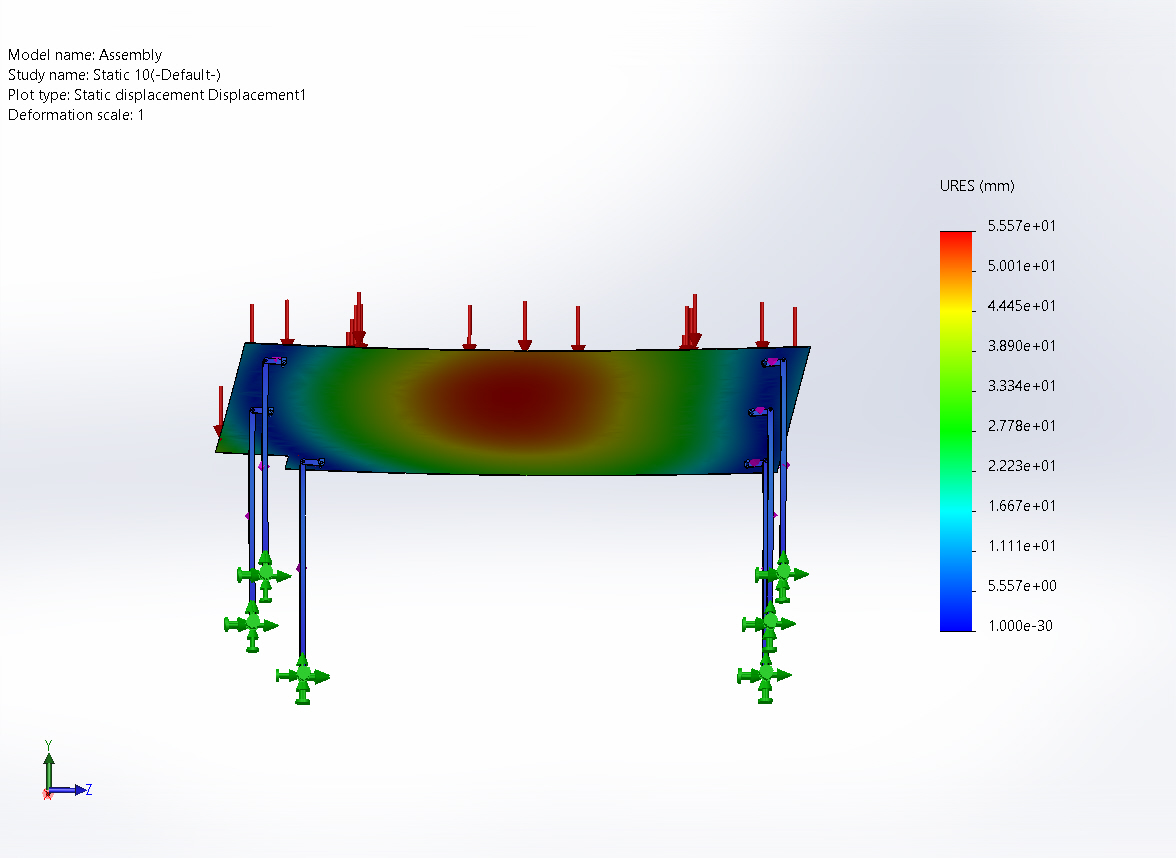 Model name: Assembly
Study name: Static 10(-Default-)
Plot type: Static displacement Displacement1
Deformation scale: 1
URES (mm)
5.557e+01
5.001e+01
4.445e+01
3.890e+01
3.334e+01
2.778e+01
2.223e+01
1.667e+01
1.111e+01
5.557e+00
1.000e-30
Y
Z